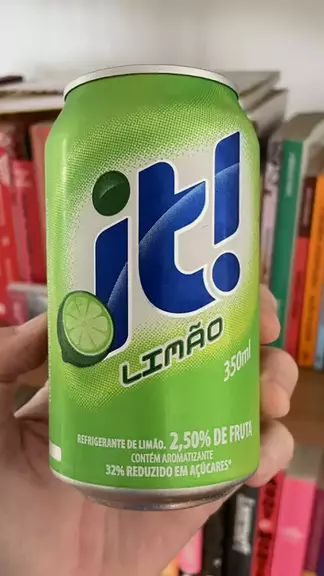 it!
LIMÃO
350ml
REFRIGERANTE DE LIMÃO. 2,50% DE FRUTA
CONTÉM AROMATIZANTE
32% REDUZIDO EM AÇÚCARES*